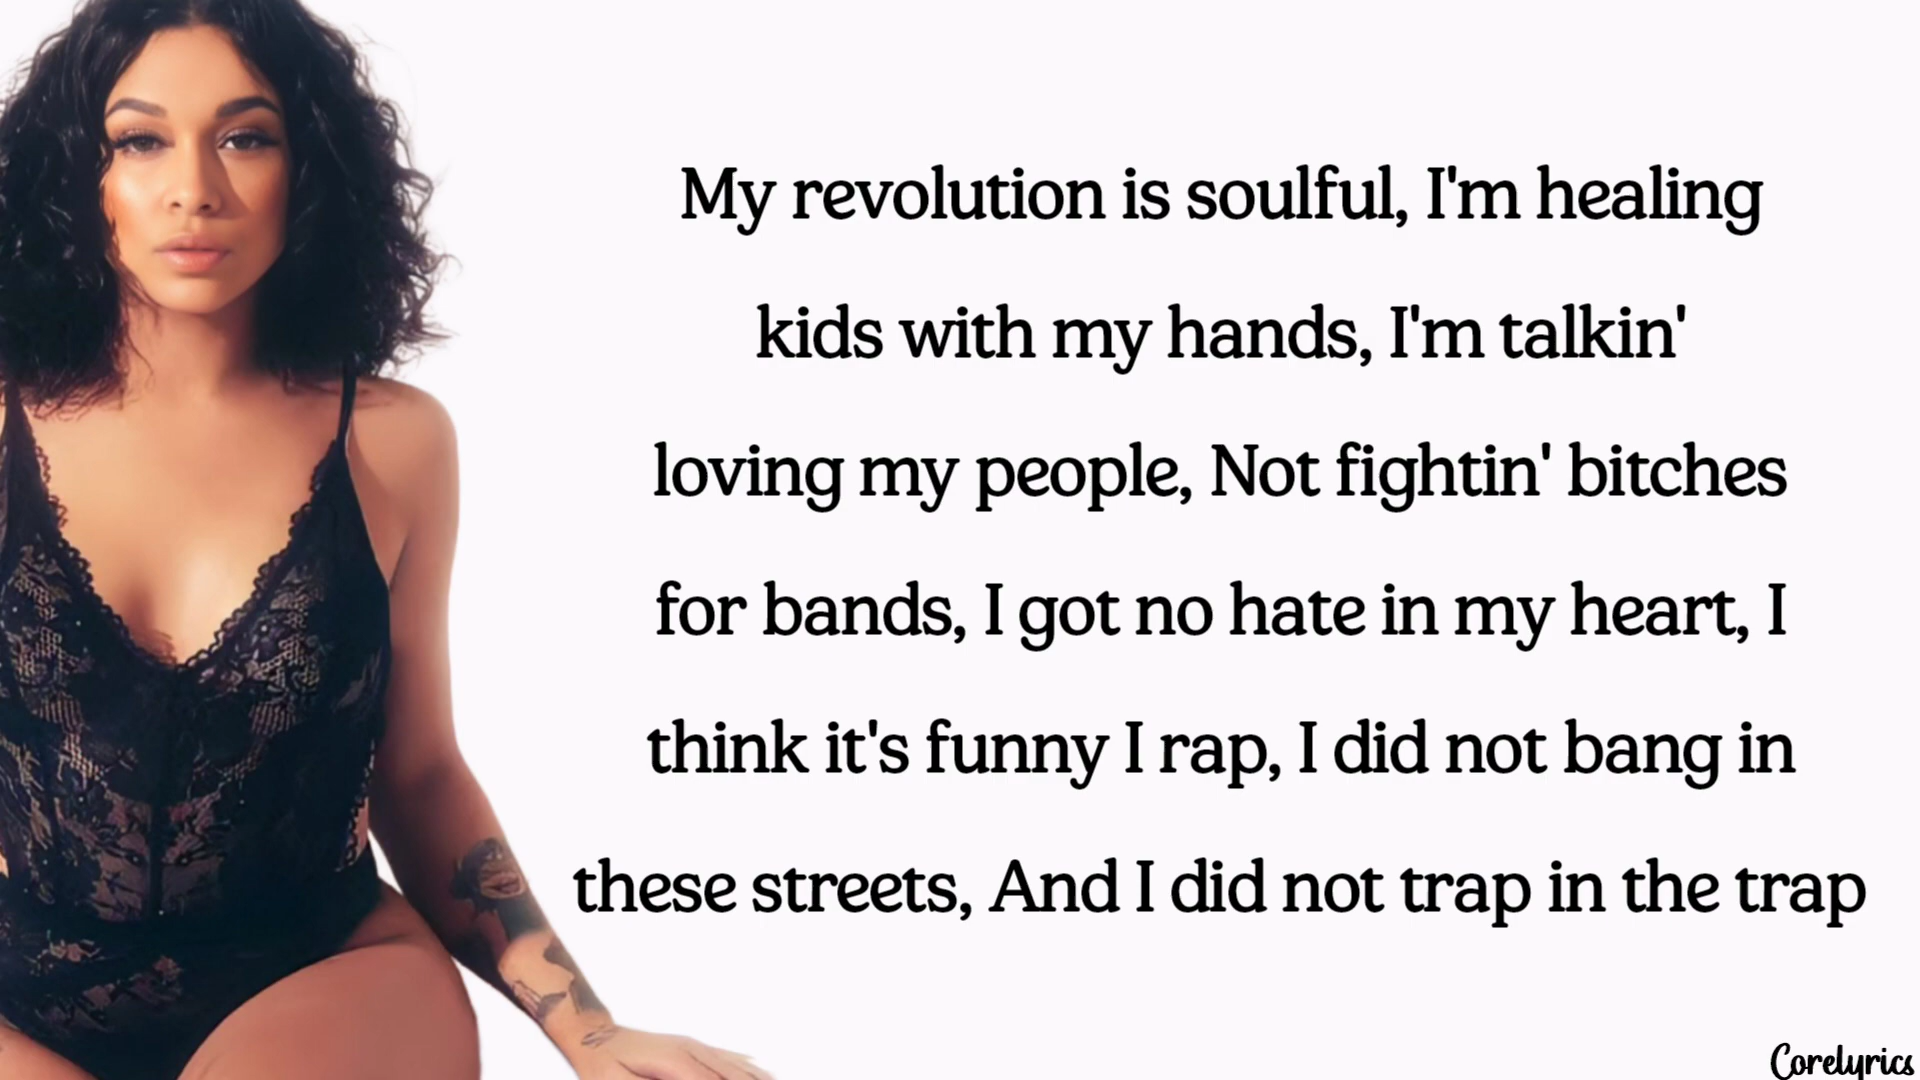 My revolution is soulful, I'm healing
kids with my hands, I'm talkin'
loving my people, Not fightin' bitches
for bands, I got no hate in my heart, I
think it's funny I rap, I did not bang in
these streets, And I did not trap in the trap
Corelyrics